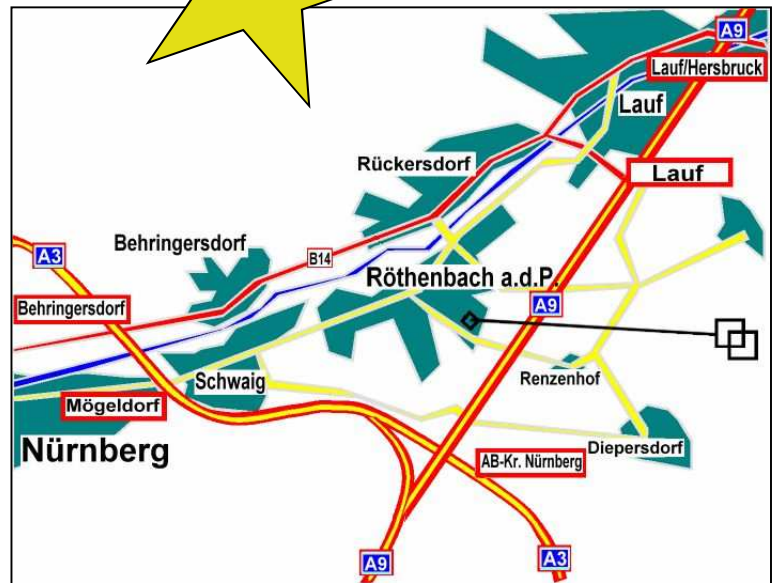 A9
Lauf/Hersbruck
Lauf
Rückersdorf
Lauf
Behringersdorf
A3
B14
Röthenbach a.d.P.
Behringersdorf
A9
Schwaig
Renzenhof
Mögeldorf
Nürnberg
Diepersdorf
AB-Kr. Nürnberg
A9
A3